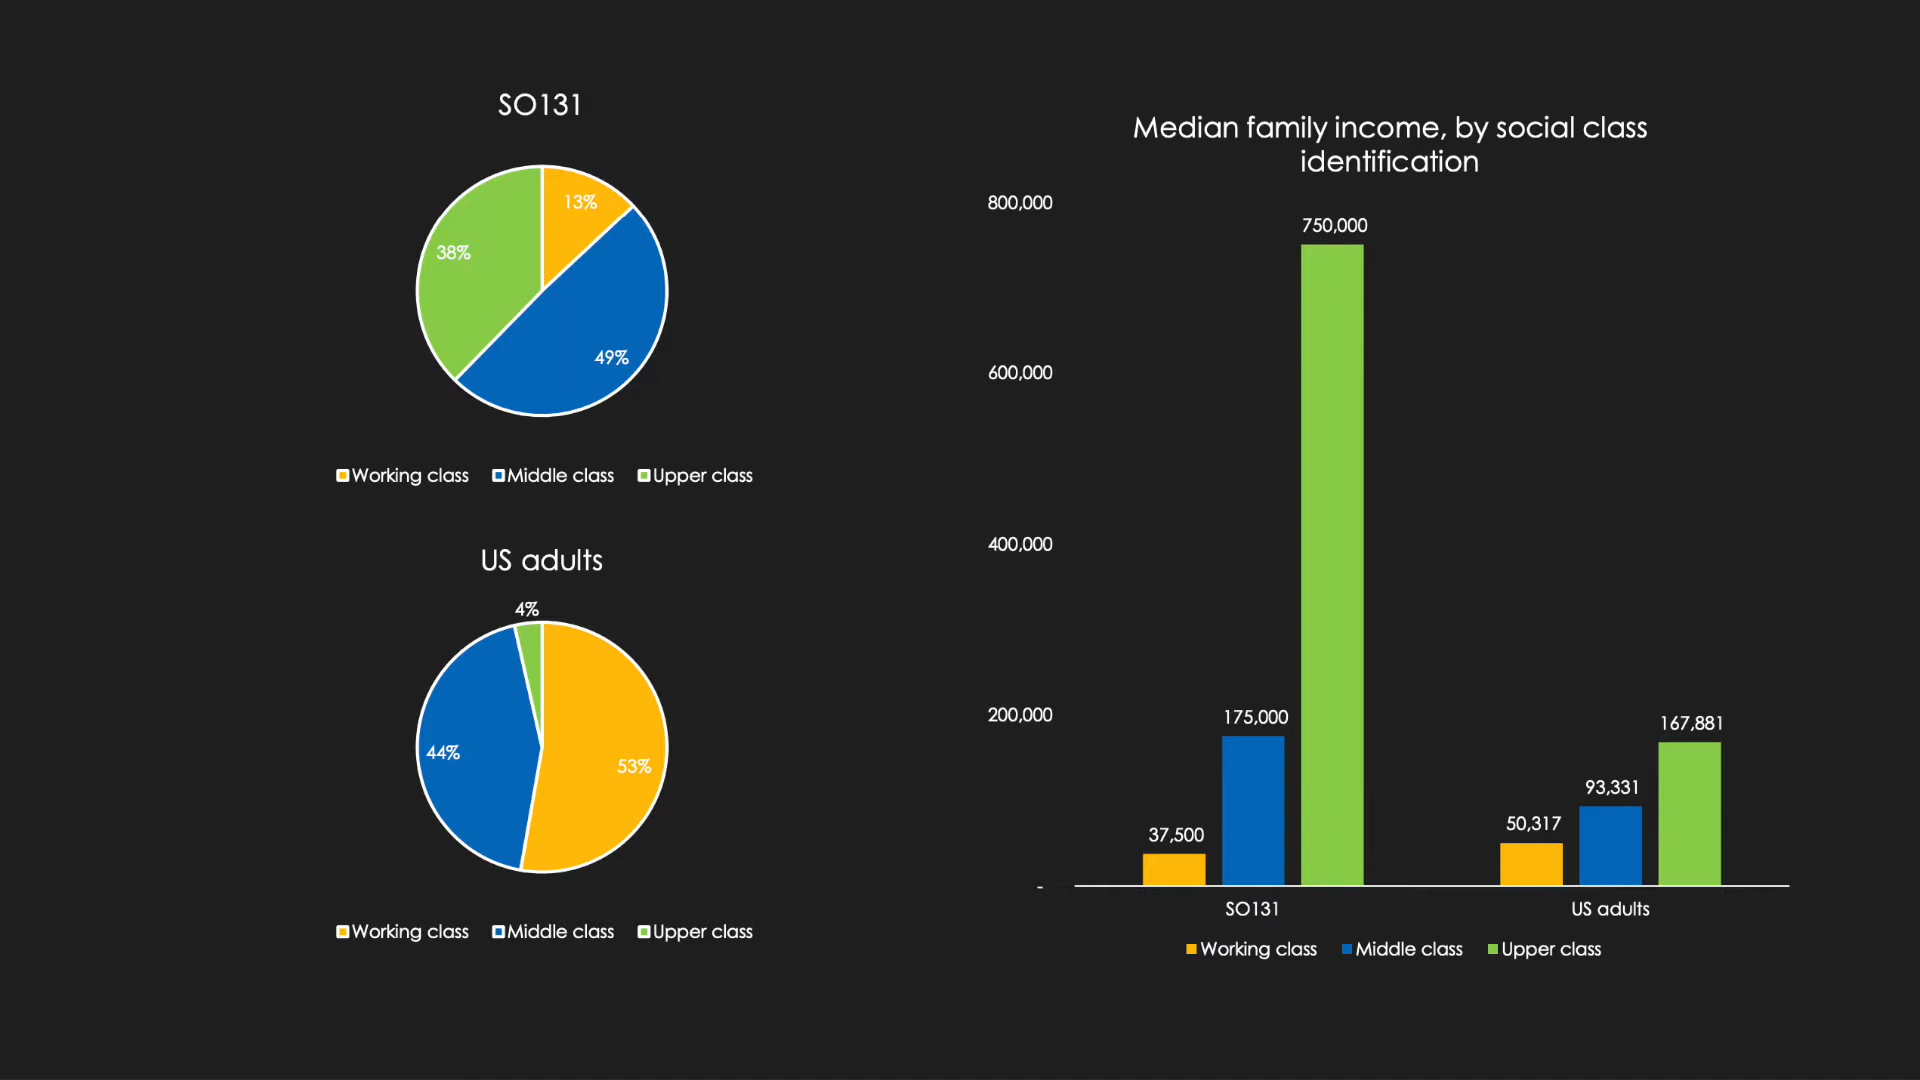 SO131
13%
38%
49%
Working class Middle class Upper class
US adults
4%
44%
53%
Working class Middle class Upper class
Median family income, by social class
identification
800,000
750,000
600,000
400,000
200,000
175,000
167,881
93,331
50,317
37,500
-
SO131 US adults
Working class Middle class Upper class